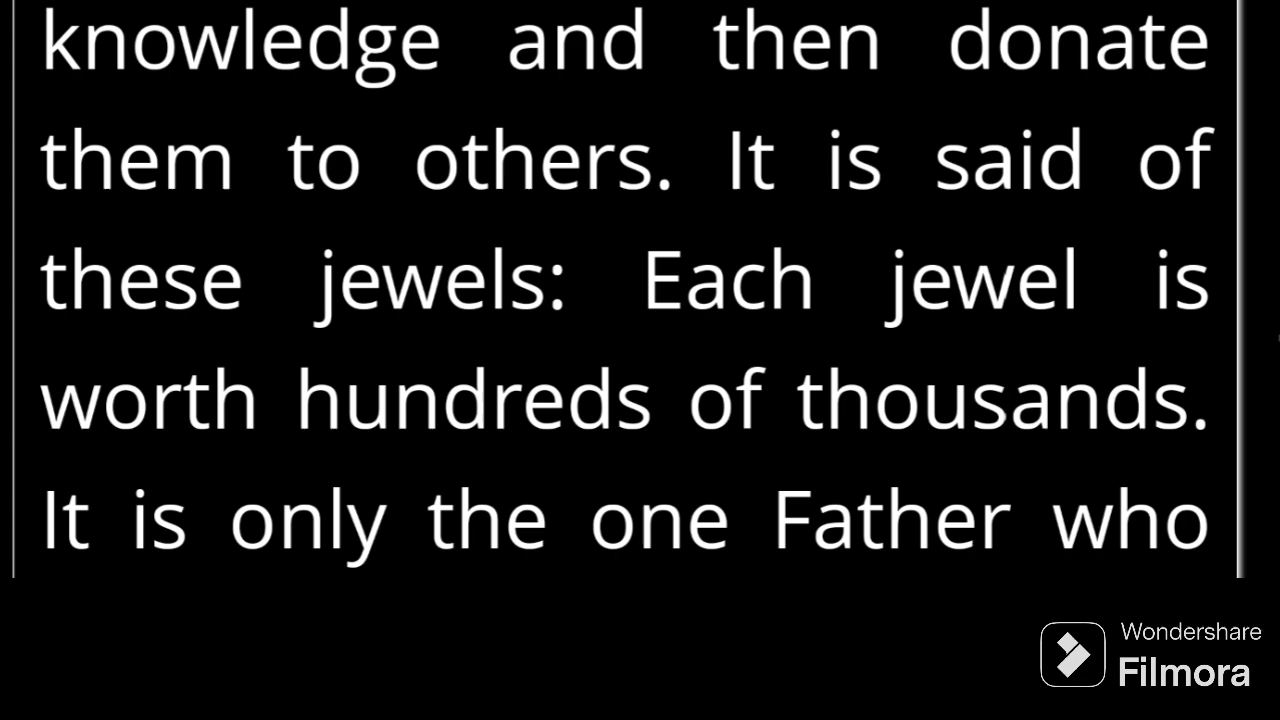 knowledge and then donate
them to others. It is said of
these jewels: Each jewel is
worth hundreds of thousands.
It is only the one Father who
Wondershare
Filmora